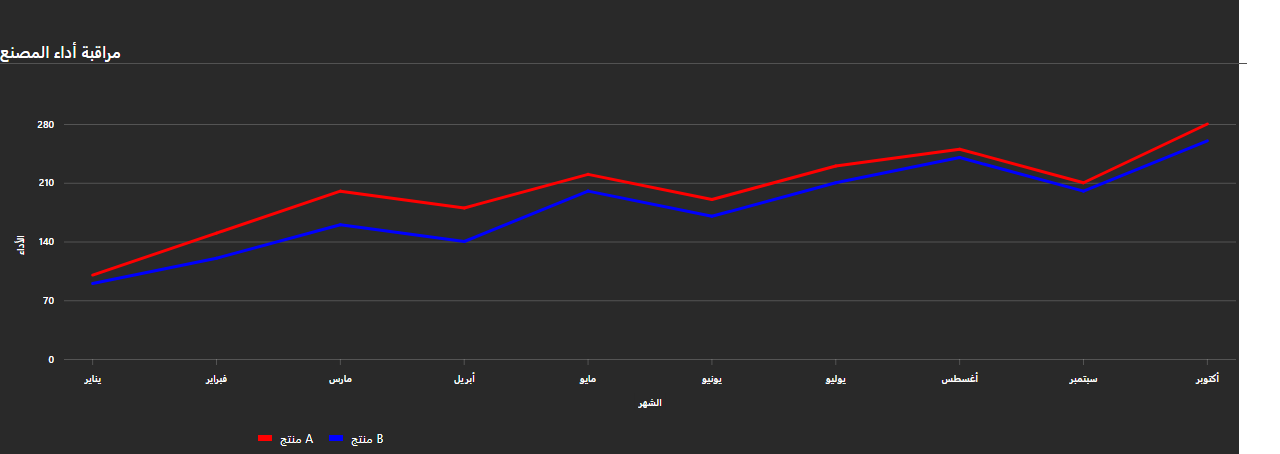 مراقبة أداء المصنع
280
210
140
70
0
الأداء
يناير فبراير مارس أبريل مايو يونيو يوليو أغسطس سبتمبر أكتوبر
الشهر
منتج A منتج B